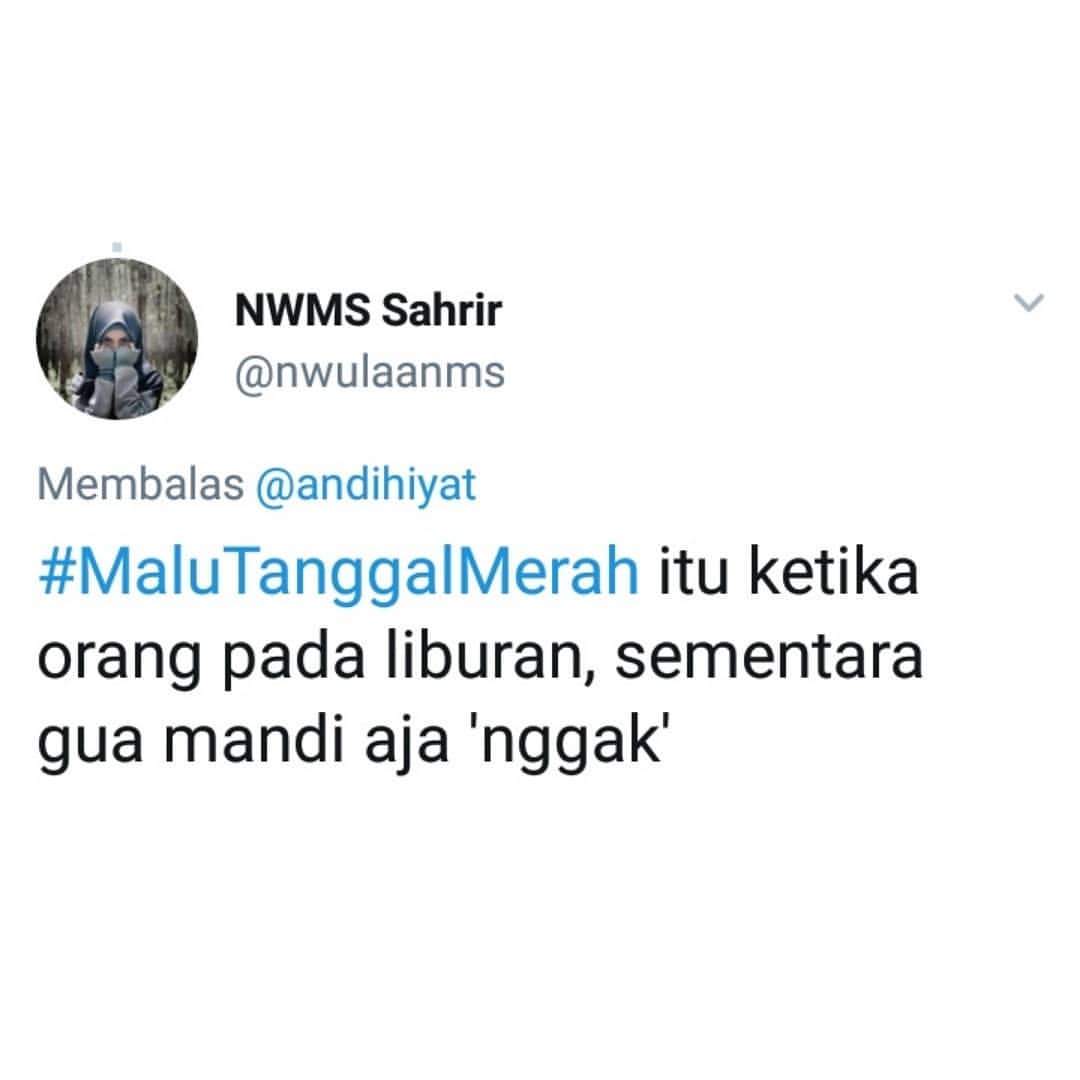 NWMS Sahrir
@nwulaanms
Membalas @andihiyat
#MaluTanggalMerah itu ketika
orang pada liburan, sementara
gua mandi aja 'nggak'